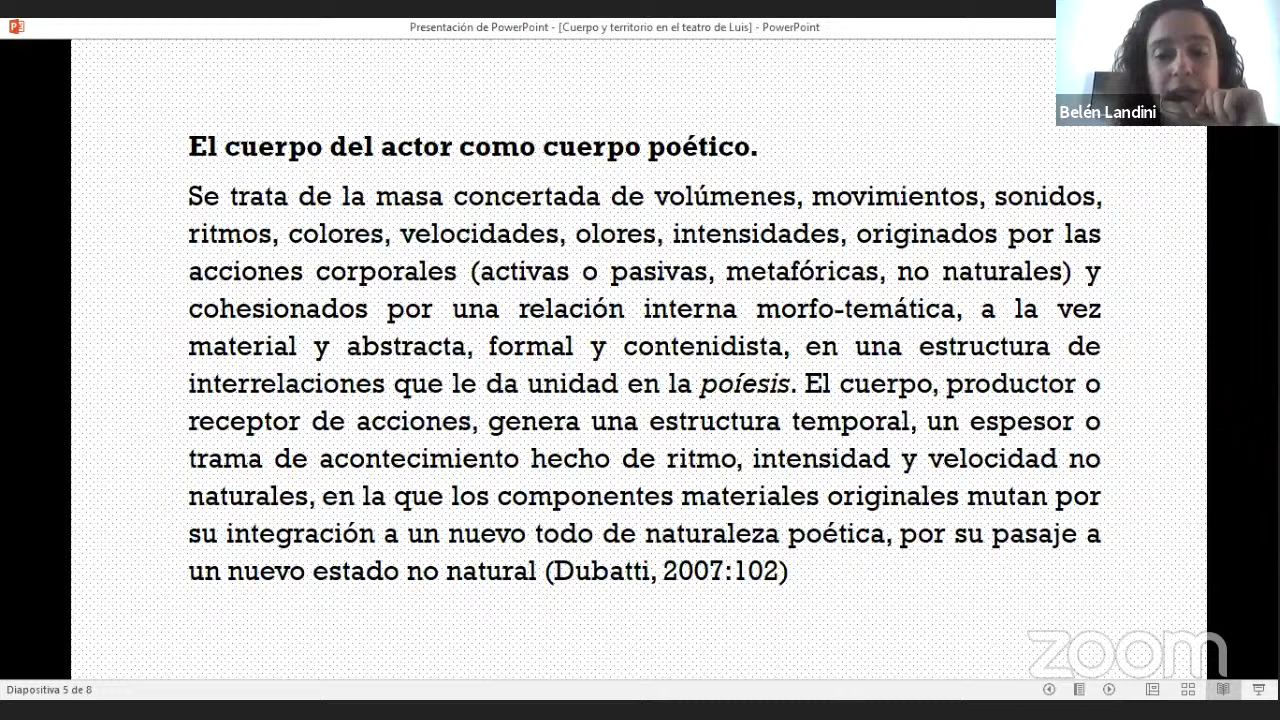 Presentación de PowerPoint - [Cuerpo y territorio en el teatro de Luis] - PowerPoint
Belén Landini
El cuerpo del actor como cuerpo poético.
Se trata de la masa concertada de volúmenes, movimientos, sonidos,
ritmos, colores, velocidades, olores, intensidades, originados por las
acciones corporales (activas o pasivas, metafóricas, no naturales) y
cohesionados por una relación interna morfo-temática, a la vez
material y abstracta, formal y contenidista, en una estructura de
interrelaciones que le da unidad en la poíesis. El cuerpo, productor o
receptor de acciones, genera una estructura temporal, un espesor o
trama de acontecimiento hecho de ritmo, intensidad y velocidad no
naturales, en la que los componentes materiales originales mutan por
su integración a un nuevo todo de naturaleza poética, por su pasaje a
un nuevo estado no natural (Dubatti, 2007:102)
zoom
Diapositiva 5 de 8